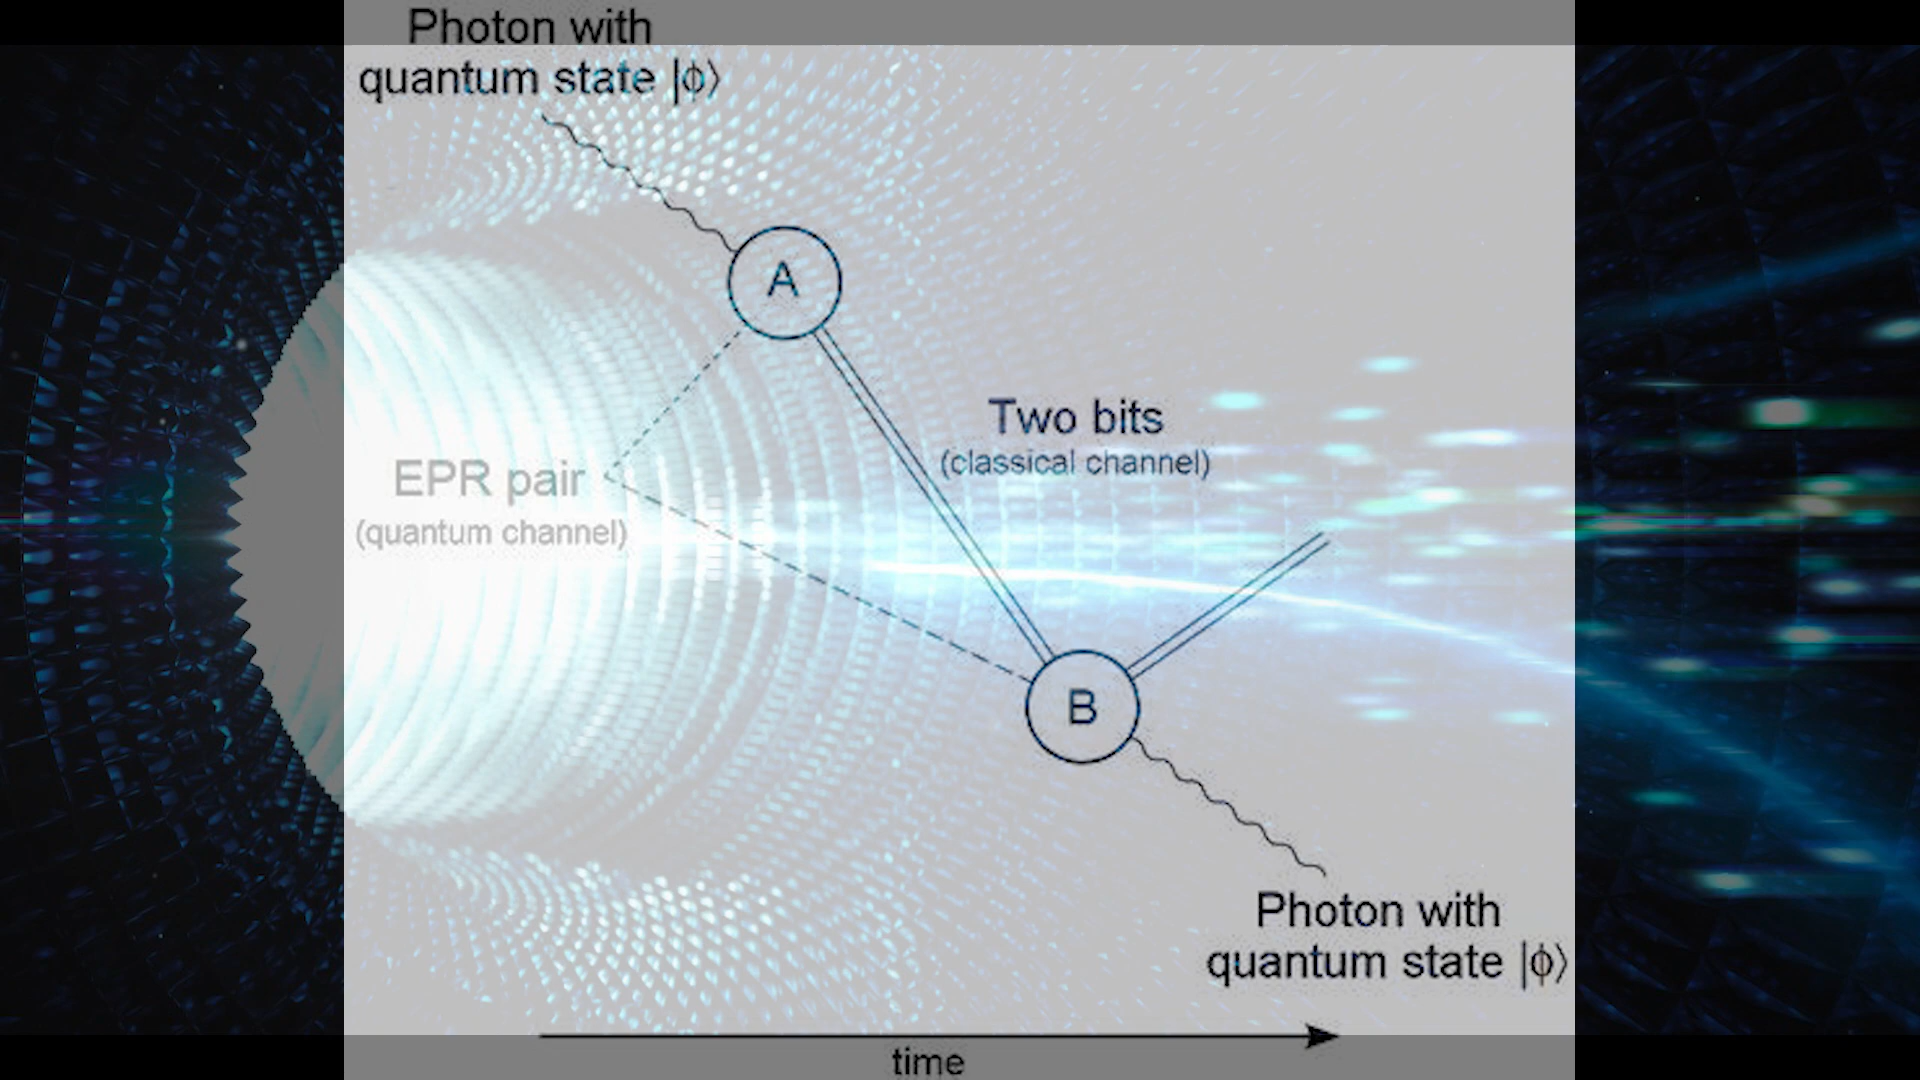 Photon with
quantum state |ϕ⟩
A
Two bits
(classical channel)
EPR pair
(quantum channel)
B
Photon with
quantum state |ϕ⟩
time